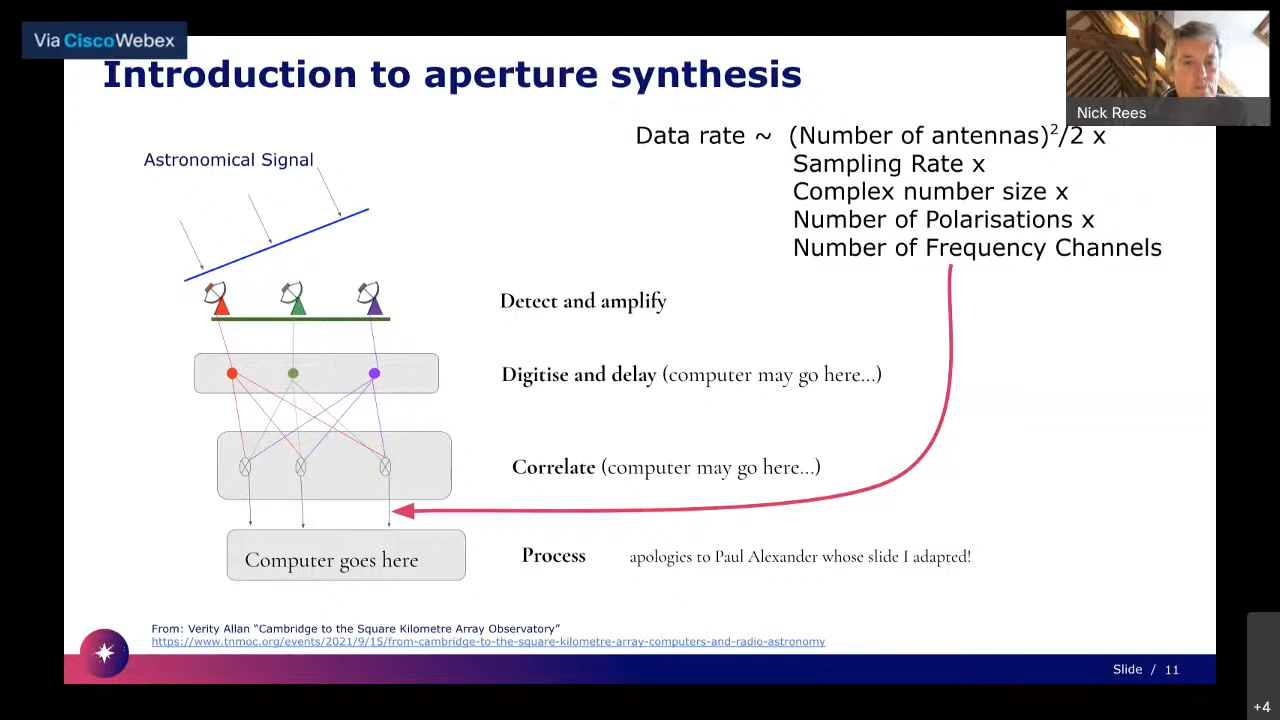 Via Cisco Webex
Introduction to aperture synthesis
Nick Rees
Data rate ~ (Number of antennas)²/2 x
Sampling Rate x
Complex number size x
Number of Polarisations x
Number of Frequency Channels
Astronomical Signal
Detect and amplify
Digitise and delay (computer may go here...)
Correlate (computer may go here...)
Computer goes here
Process apologies to Paul Alexander whose slide I adapted!
From: Verity Allan “Cambridge to the Square Kilometre Array Observatory”
https://www.tnmoc.org/events/2021/9/15/from-cambridge-to-the-square-kilometre-array-computers-and-radio-astronomy
Slide / 11
+4